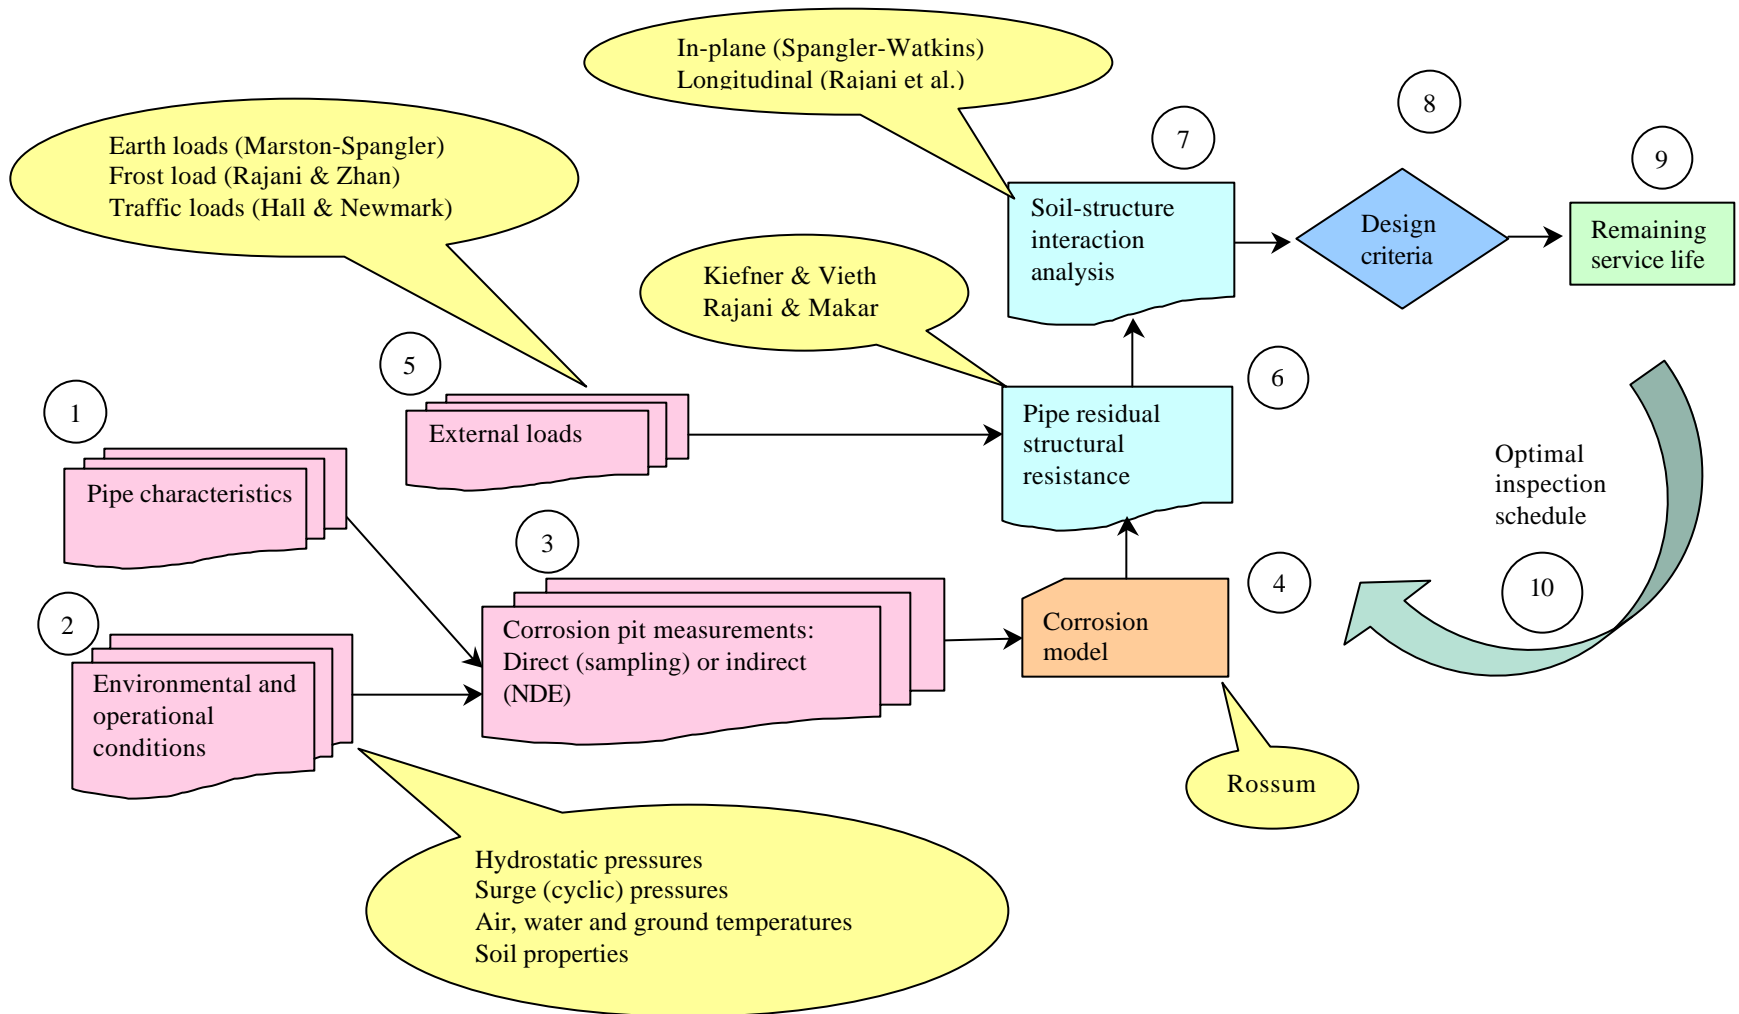 In-plane (Spangler-Watkins)
Longitudinal (Rajani et al.)
8
7
9
Earth loads (Marston-Spangler)
Frost load (Rajani & Zhan)
Traffic loads (Hall & Newmark)
Soil-structure
interaction
analysis
Design
criteria
Remaining
service life
Kiefner & Vieth
Rajani & Makar
5
6
1
External loads
Pipe residual
structural
resistance
Pipe characteristics
Optimal
inspection
schedule
3
4
10
2
Corrosion pit measurements:
Direct (sampling) or indirect
(NDE)
Corrosion
model
Environmental and
operational
conditions
Rossum
Hydrostatic pressures
Surge (cyclic) pressures
Air, water and ground temperatures
Soil properties